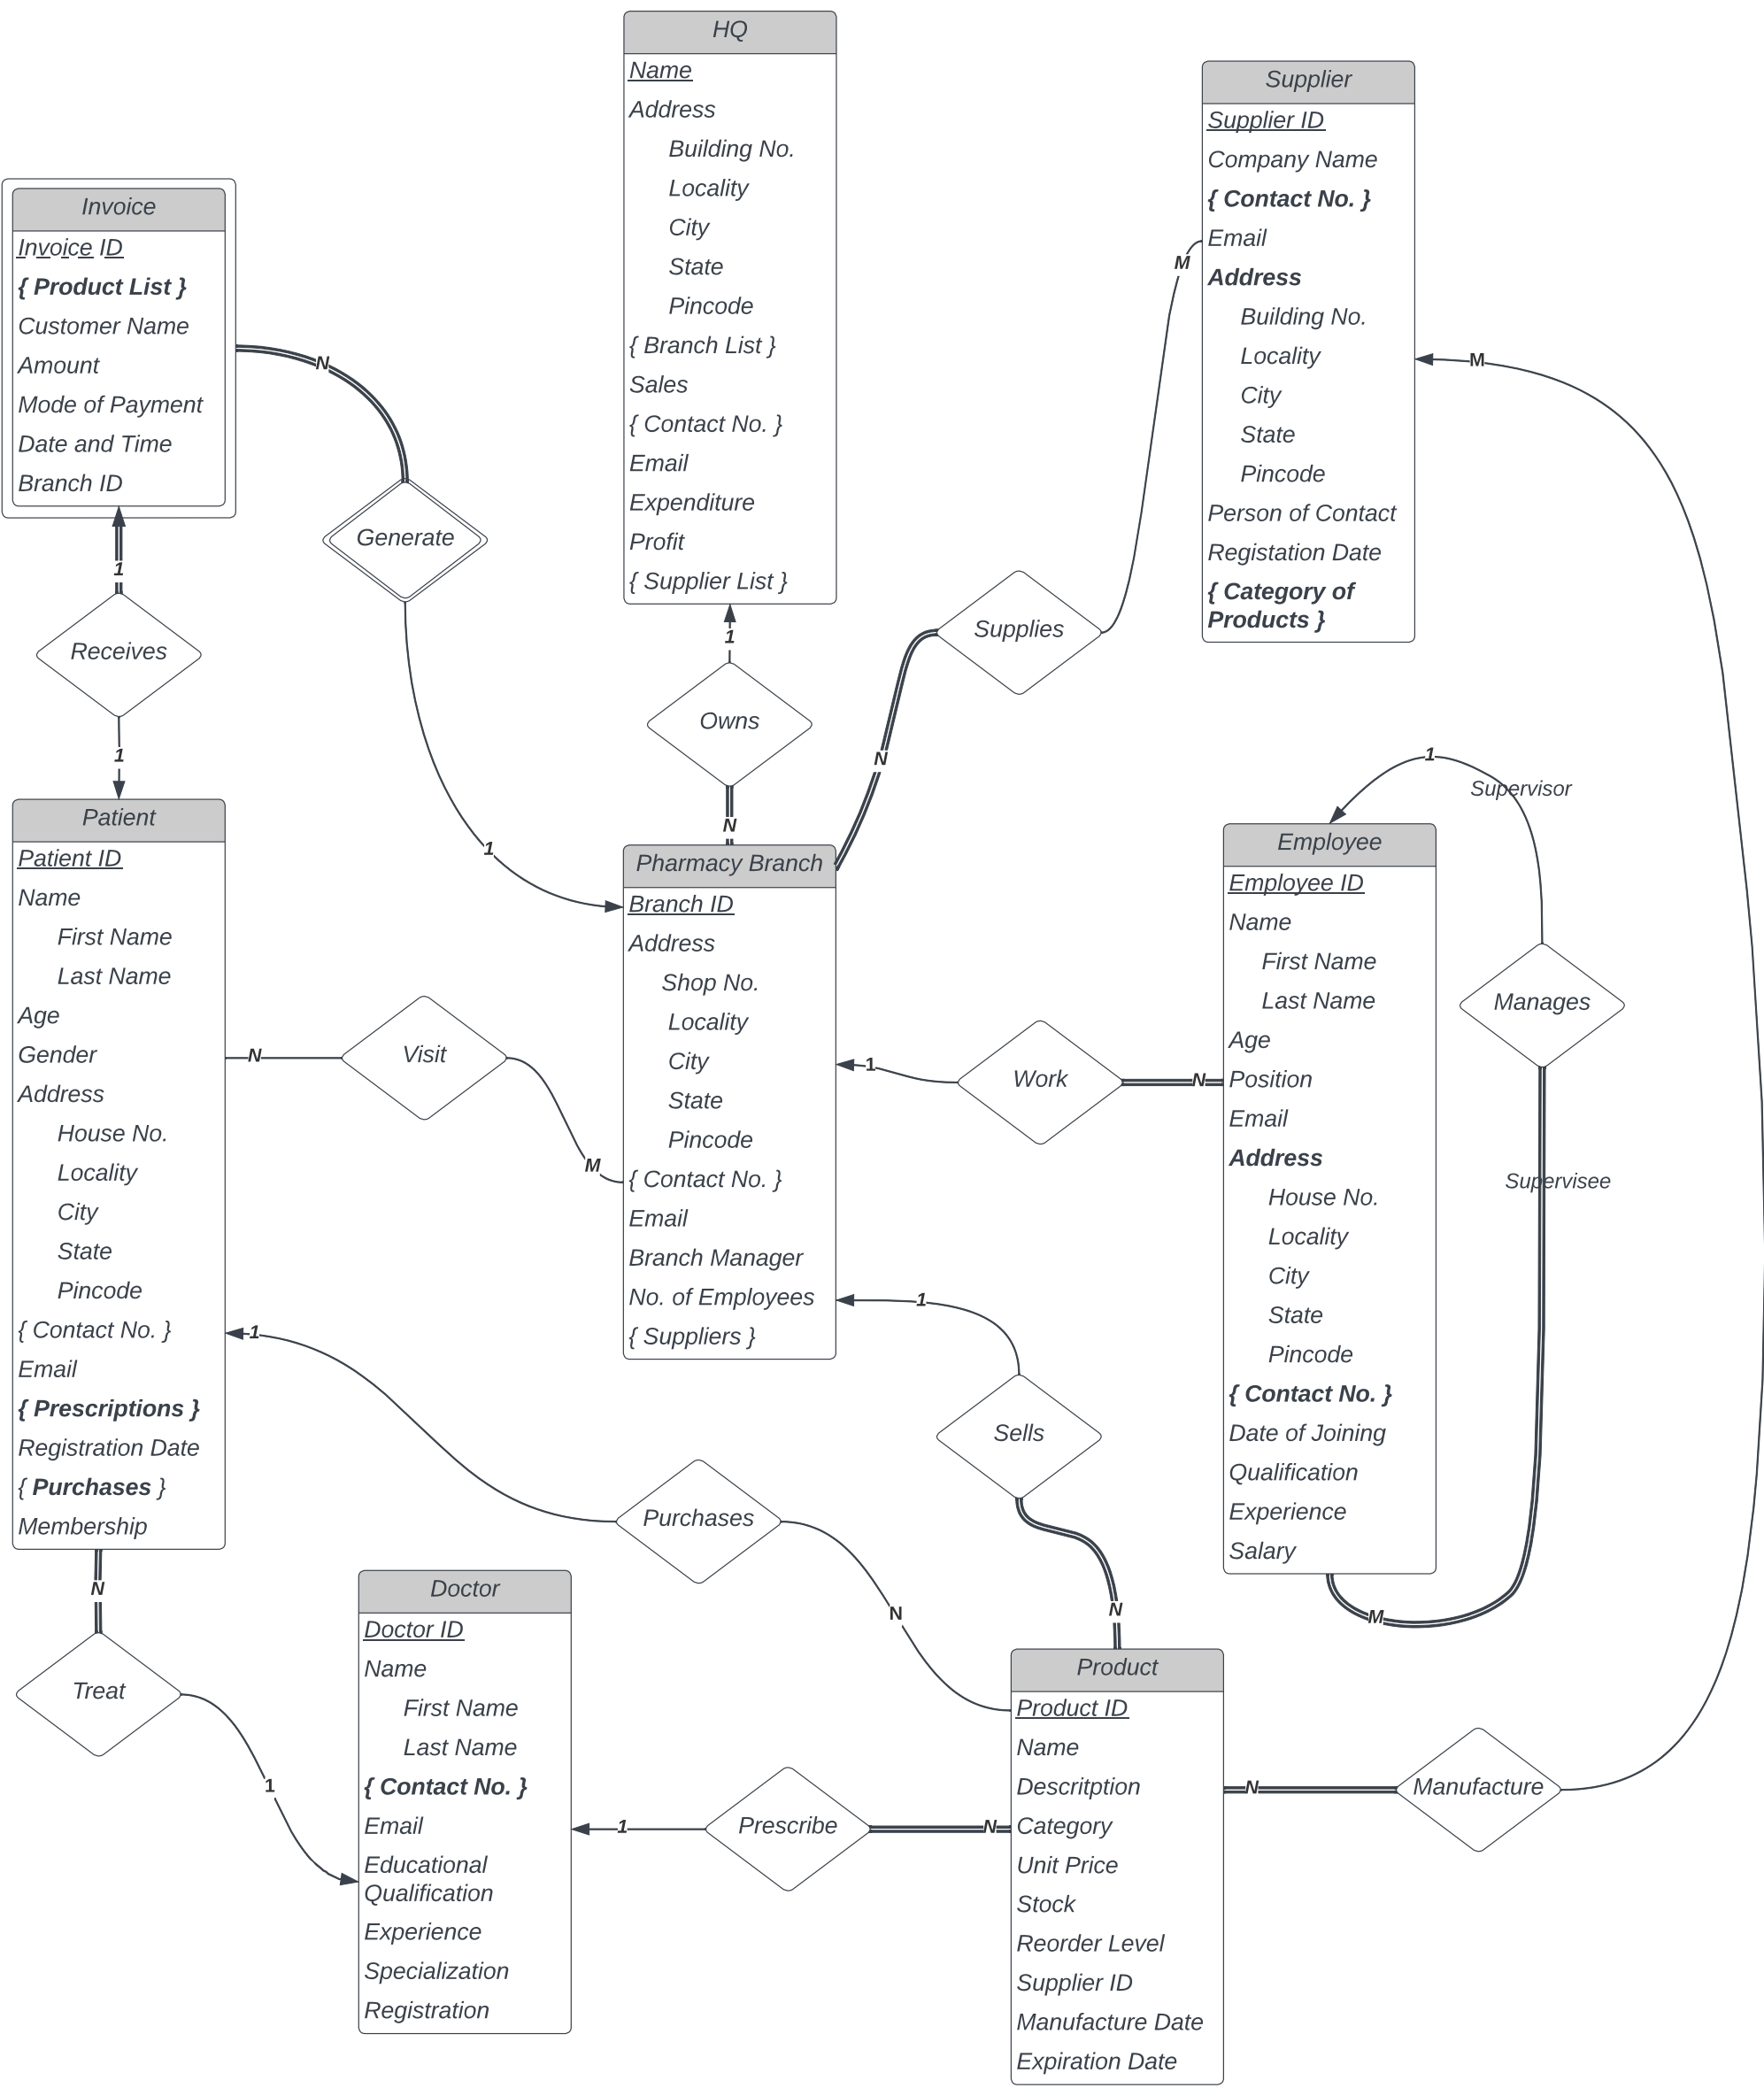 HQ
Name
Address
Building No.
Locality
City
State
Pincode
{ Branch List }
Sales
{ Contact No. }
Email
Expenditure
Profit
{ Supplier List }
Supplier
Supplier ID
Company Name
{ Contact No. }
Email
Address
Building No.
Locality
City
State
Pincode
Person of Contact
Registation Date
{ Category of
Products }
Invoice
Invoice ID
{ Product List }
Customer Name
Amount
Mode of Payment
Date and Time
Branch ID
N
Generate
1
1
Receives
1
1
Owns
N
M
Supplies
N
M
Patient
Patient ID
Name
First Name
Last Name
Age
Gender
Address
House No.
Locality
City
State
Pincode
{ Contact No. }
Email
{ Prescriptions }
Registration Date
{ Purchases }
Membership
N
Visit
M
Pharmacy Branch
Branch ID
Address
Shop No.
Locality
City
State
Pincode
{ Contact No. }
Email
Branch Manager
No. of Employees
{ Suppliers }
1
Work
N
Employee
Employee ID
Name
First Name
Last Name
Age
Position
Email
Address
House No.
Locality
City
State
Pincode
{ Contact No. }
Date of Joining
Qualification
Experience
Salary
1
Supervisor
Manages
Supervisee
M
1
Sells
N
1
Purchases
N
N
Treat
1
Doctor
Doctor ID
Name
First Name
Last Name
{ Contact No. }
Email
Educational
Qualification
Experience
Specialization
Registration
1
Prescribe
N
Product
Product ID
Name
Descritption
Category
Unit Price
Stock
Reorder Level
Supplier ID
Manufacture Date
Expiration Date
N
Manufacture